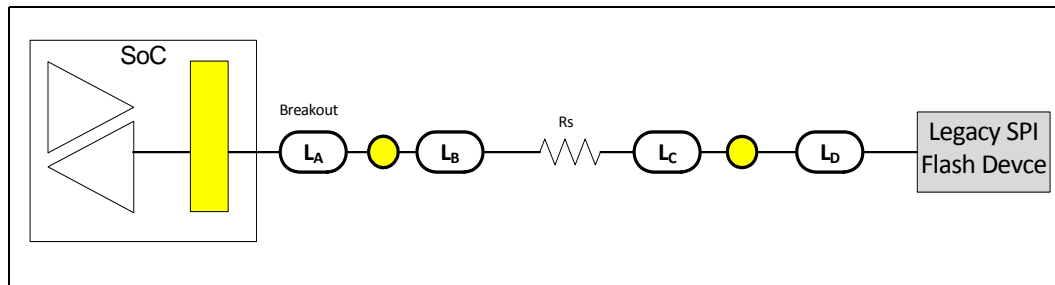 SoC
Breakout
Rs
LA
LB
LC
LD
Legacy SPI
Flash Devce